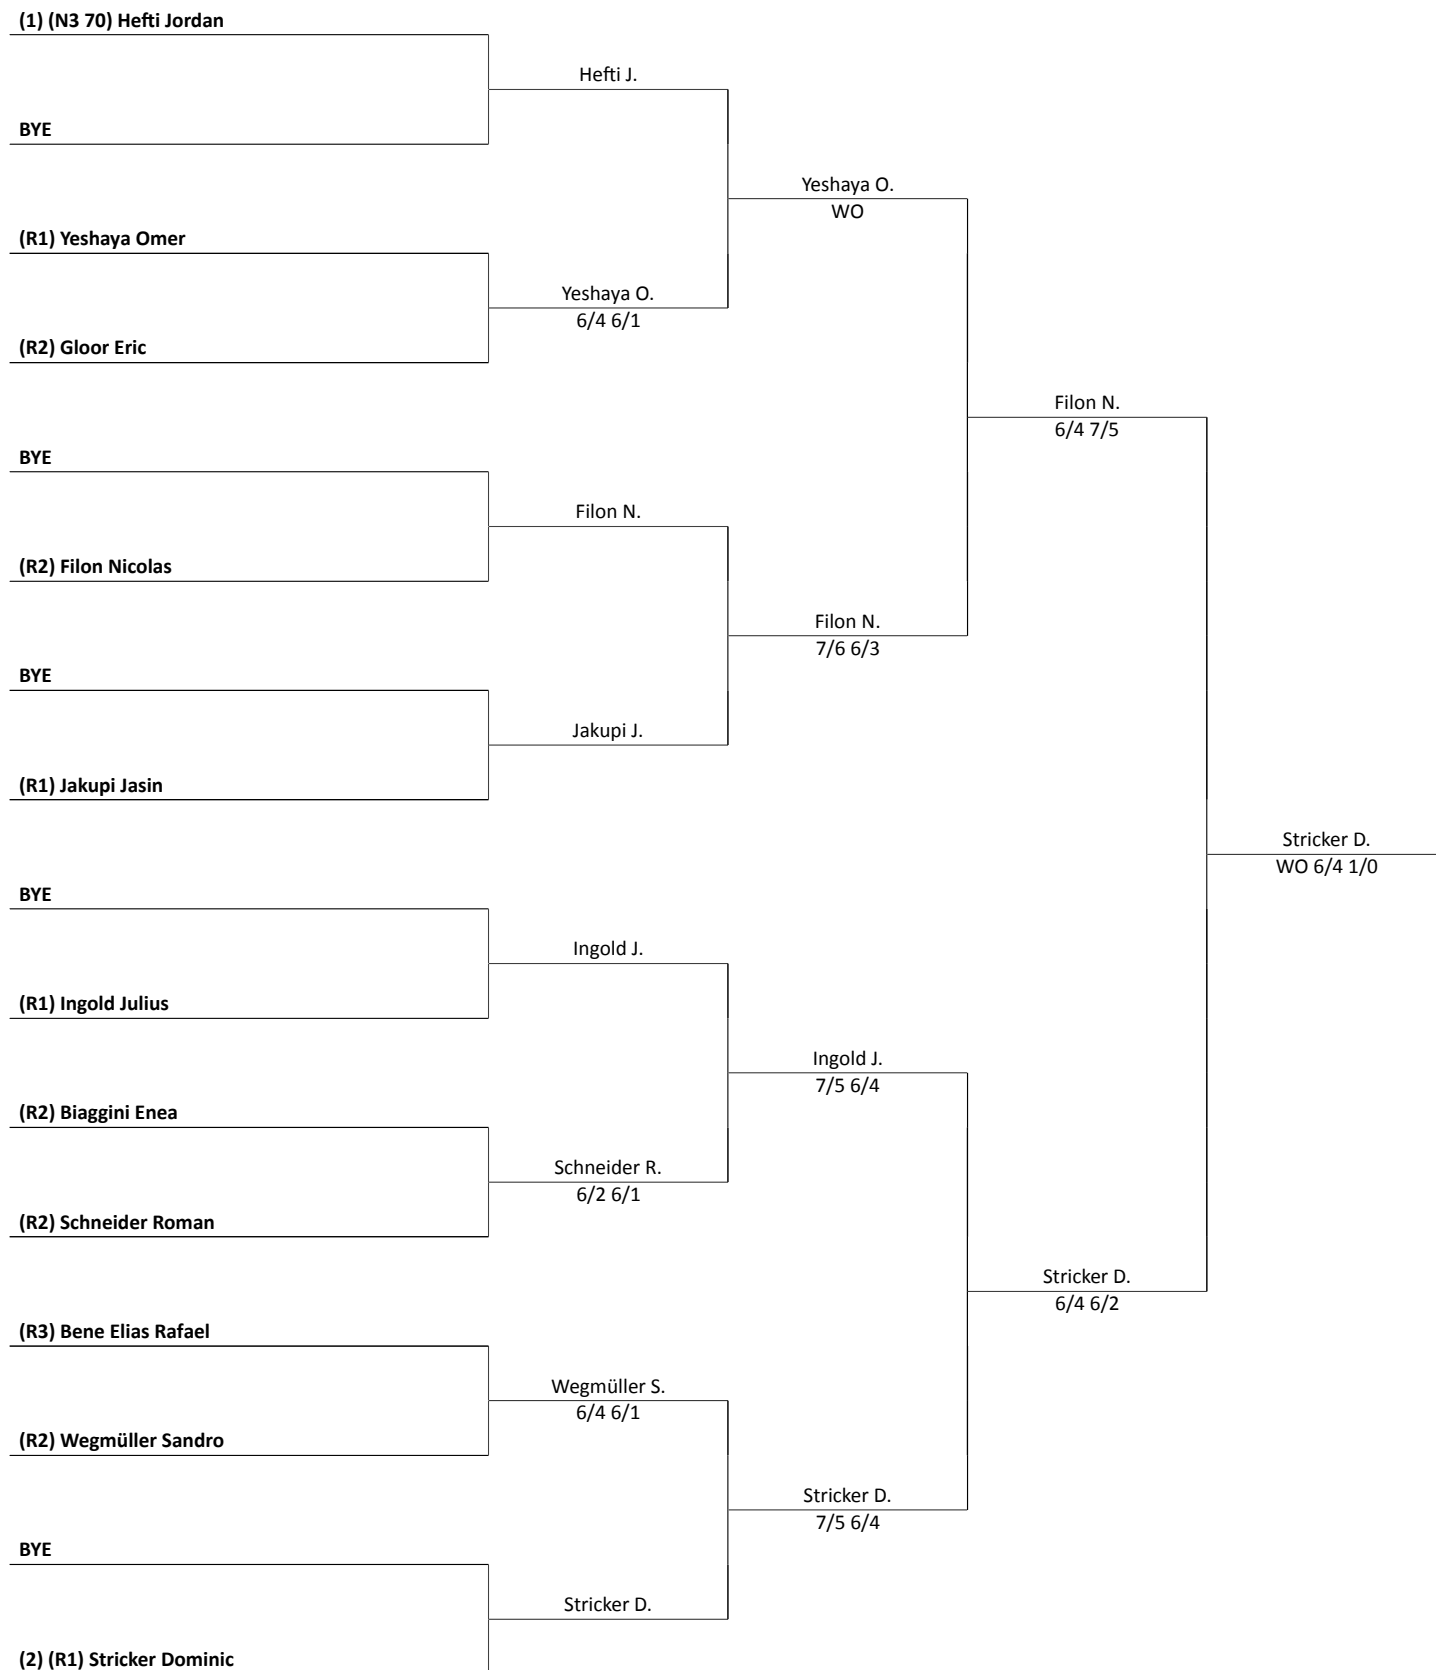 (1) (N3 70) Hefti Jordan
Hefti J.
BYE
Yeshaya O.
WO
(R1) Yeshaya Omer
Yeshaya O.
6/4 6/1
(R2) Gloor Eric
Filon N.
6/4 7/5
BYE
Filon N.
(R2) Filon Nicolas
Filon N.
7/6 6/3
BYE
Jakupi J.
(R1) Jakupi Jasin
Stricker D.
WO 6/4 1/0
BYE
Ingold J.
(R1) Ingold Julius
Ingold J.
7/5 6/4
(R2) Biaggini Enea
Schneider R.
6/2 6/1
(R2) Schneider Roman
Stricker D.
6/4 6/2
(R3) Bene Elias Rafael
Wegmüller S.
6/4 6/1
(R2) Wegmüller Sandro
Stricker D.
7/5 6/4
BYE
Stricker D.
(2) (R1) Stricker Dominic